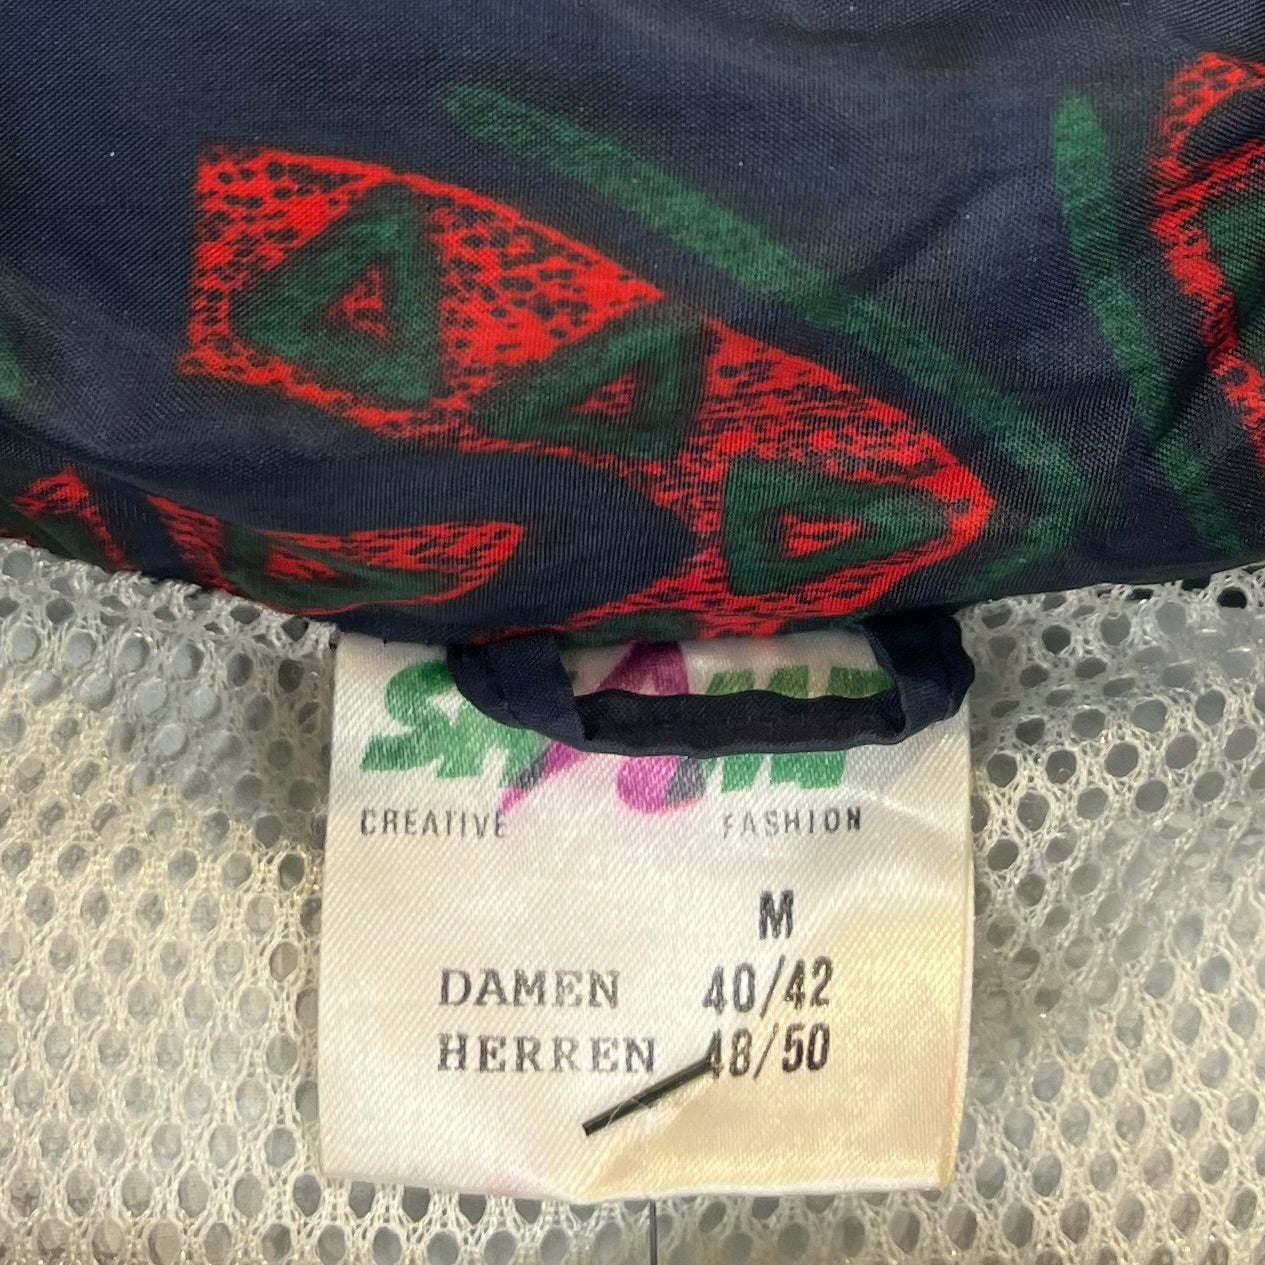 CREATIVE FASHION
M
DAMEN 40/42
HERREN 48/50